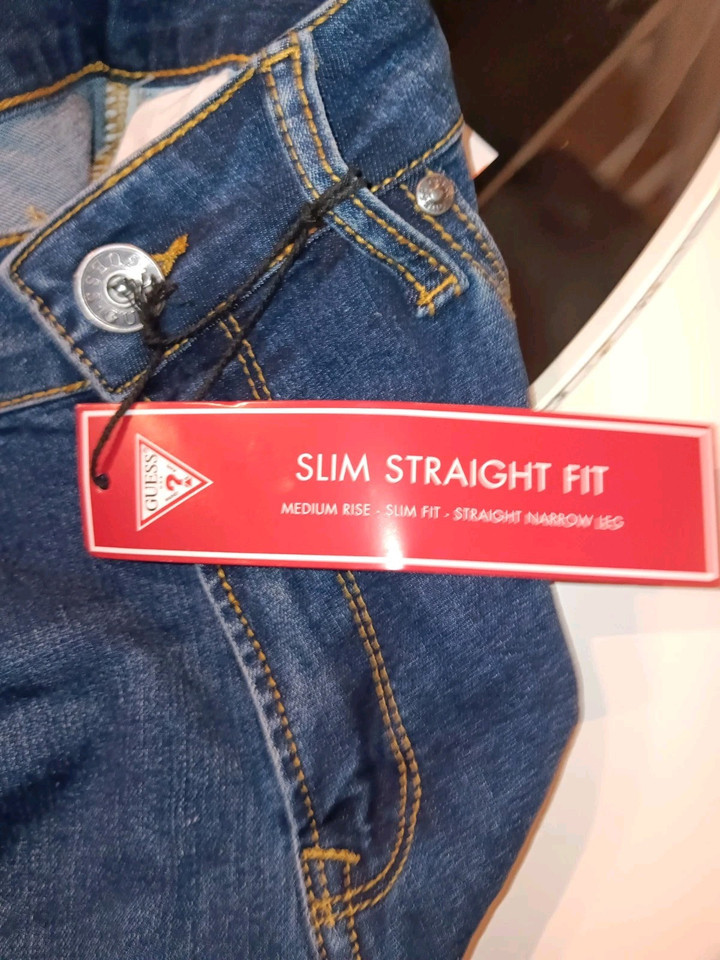 GUESS
?
SLIM STRAIGHT FIT
MEDIUM RISE - SLIM FIT - STRAIGHT NARROW LEG